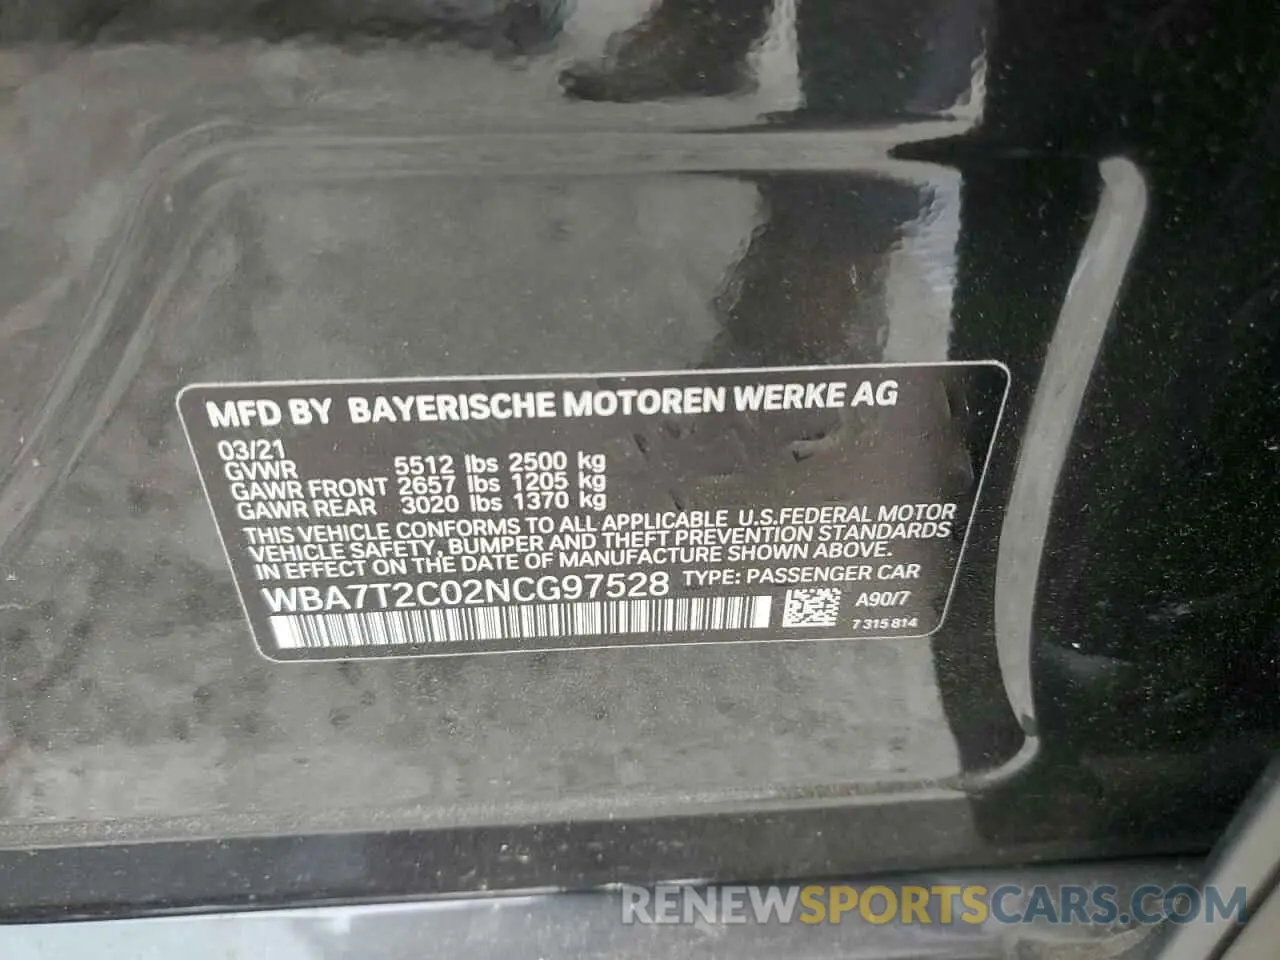 MFD BY BAYERISCHE MOTOREN WERKE AG
03/21
GVWR 5512 lbs 2500 kg
GAWR FRONT 2657 lbs 1205 kg
GAWR REAR 3020 lbs 1370 kg
THIS VEHICLE CONFORMS TO ALL APPLICABLE U.S.FEDERAL MOTOR
VEHICLE SAFETY, BUMPER AND THEFT PREVENTION STANDARDS
IN EFFECT ON THE DATE OF MANUFACTURE SHOWN ABOVE.
WBA7T2C02NCG97528 TYPE: PASSENGER CAR
A90/7
7 315 814
RENEWSPORTSCARS.COM